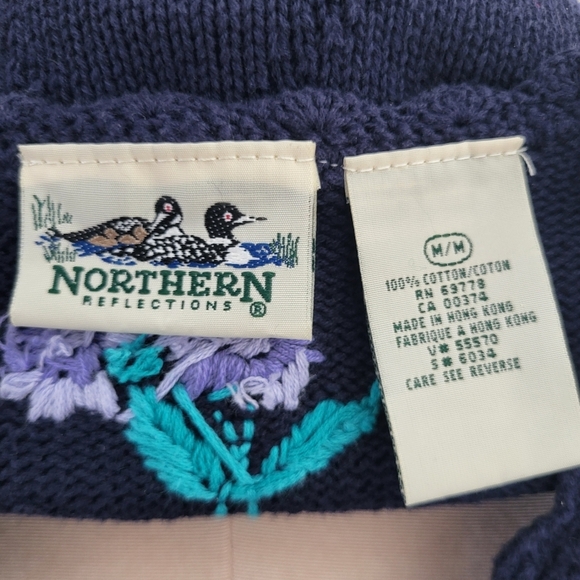 NORTHERN
REFLECTIONS ®
M/M
100% COTTON/COTON
RN 69778
CA 00374
MADE IN HONG KONG
FABRIQUE A HONG KONG
V# 55570
S# 6034
CARE SEE REVERSE